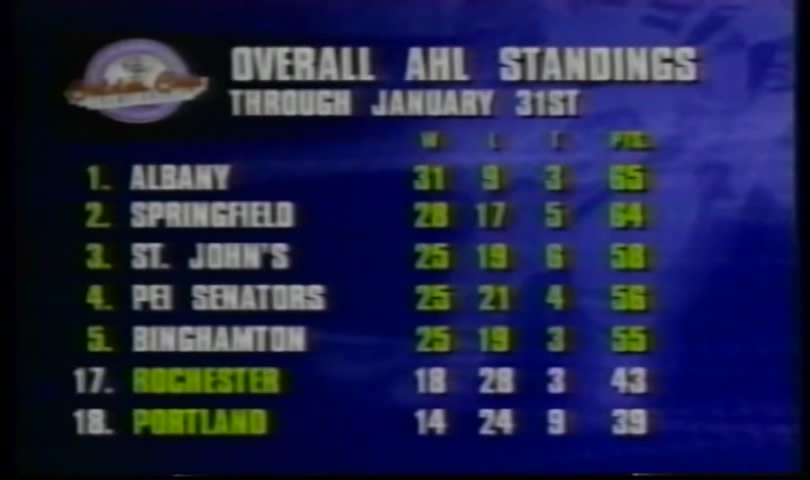 OVERALL AHL STANDINGS
THROUGH JANUARY 31ST
W L T PTS.
1. ALBANY 31 9 3 65
2. SPRINGFIELD 28 17 5 64
3. ST. JOHN'S 25 19 6 58
4. PEI SENATORS 25 21 4 56
5. BINGHAMTON 25 19 3 55
17. ROCHESTER 18 28 3 43
18. PORTLAND 14 24 9 39